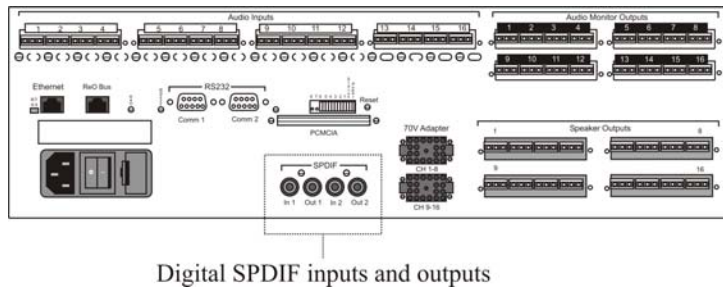 Audio Inputs
Audio Monitor Outputs
1 2 3 4 5 6 7 8 9 10 11 12 13 14 15 16
1 2 3 4 5 6 7 8
9 10 11 12 13 14 15 16
Ethernet
ReO Bus
RS232
Comm 1
Comm 2
Reset
PCMCIA
70V Adapter
CH 1-8
CH 9-16
Speaker Outputs
1 8
9 16
SPDIF
In 1 Out 1 In 2 Out 2
Digital SPDIF inputs and outputs